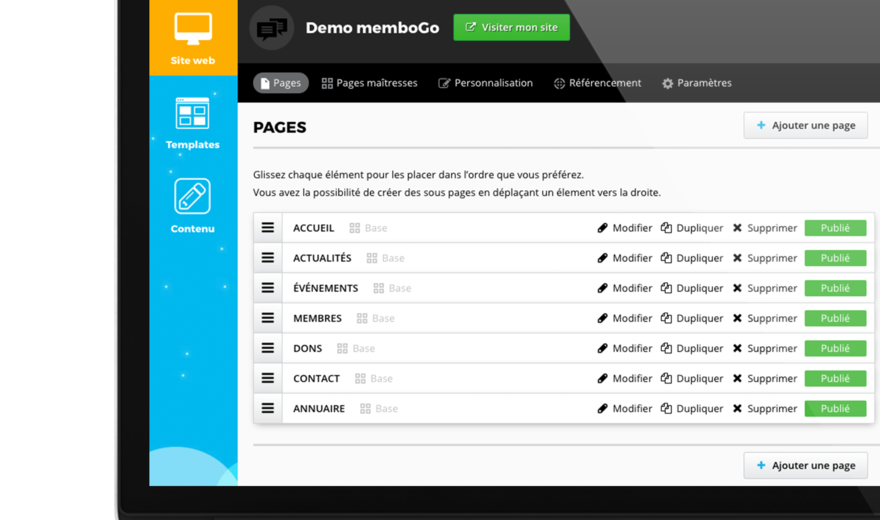 Site web
Demo memboGo
Visiter mon site
Pages
Pages maîtresses
Personnalisation
Référencement
Paramètres
Templates
Contenu
PAGES
Ajouter une page
Glissez chaque élément pour les placer dans l'ordre que vous préférez.
Vous avez la possibilité de créer des sous pages en déplaçant un élement vers la droite.
ACCUEIL Base Modifier Dupliquer Supprimer Publié
ACTUALITÉS Base Modifier Dupliquer Supprimer Publié
ÉVÉNEMENTS Base Modifier Dupliquer Supprimer Publié
MEMBRES Base Modifier Dupliquer Supprimer Publié
DONS Base Modifier Dupliquer Supprimer Publié
CONTACT Base Modifier Dupliquer Supprimer Publié
ANNUAIRE Base Modifier Dupliquer Supprimer Publié
Ajouter une page